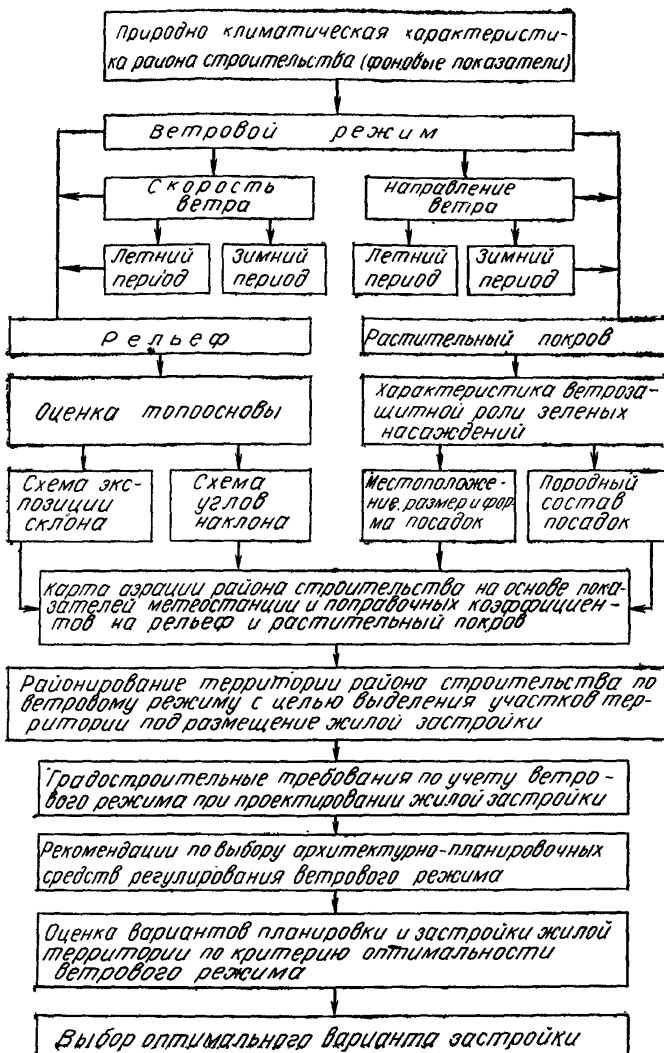 Природно климатическая характеристи-
ка района строительства (фоновые показатели)
Ветровой режим
Скорость
ветра
Направление
ветра
Летний
период
Зимний
период
Летний
период
Зимний
период
Рельеф
Растительный покров
Оценка топоосновы
Характеристика ветроза-
щитной роли зеленых
насаждений
Схема экс-
позиции
склона
Схема
углов
наклона
Местоположе-
ние, размер и фор-
ма посадок
Породный
состав
посадок
Карта аэрации района строительства на основе пока-
зателей метеостанции и поправочных коэффициен-
тов на рельеф и растительный покров
Районирование территории района строительства по
ветровому режиму с целью выделения участков тер-
ритории под размещение жилой застройки
Градостроительные требования по учету ветро-
вого режима при проектировании жилой застройки
Рекомендации по выбору архитектурно-планировочных
средств регулирования ветрового режима
Оценка вариантов планировки и застройки жилой
территории по критерию оптимальности
ветрового режима
Выбор оптимального варианта застройки